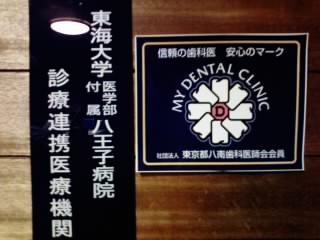 東海大学医学部付属八王子病院
診療連携医療機関
信頼の歯科医 安心のマーク
MY DENTAL CLINIC
D
社団法人 東京都八南歯科医師会会員